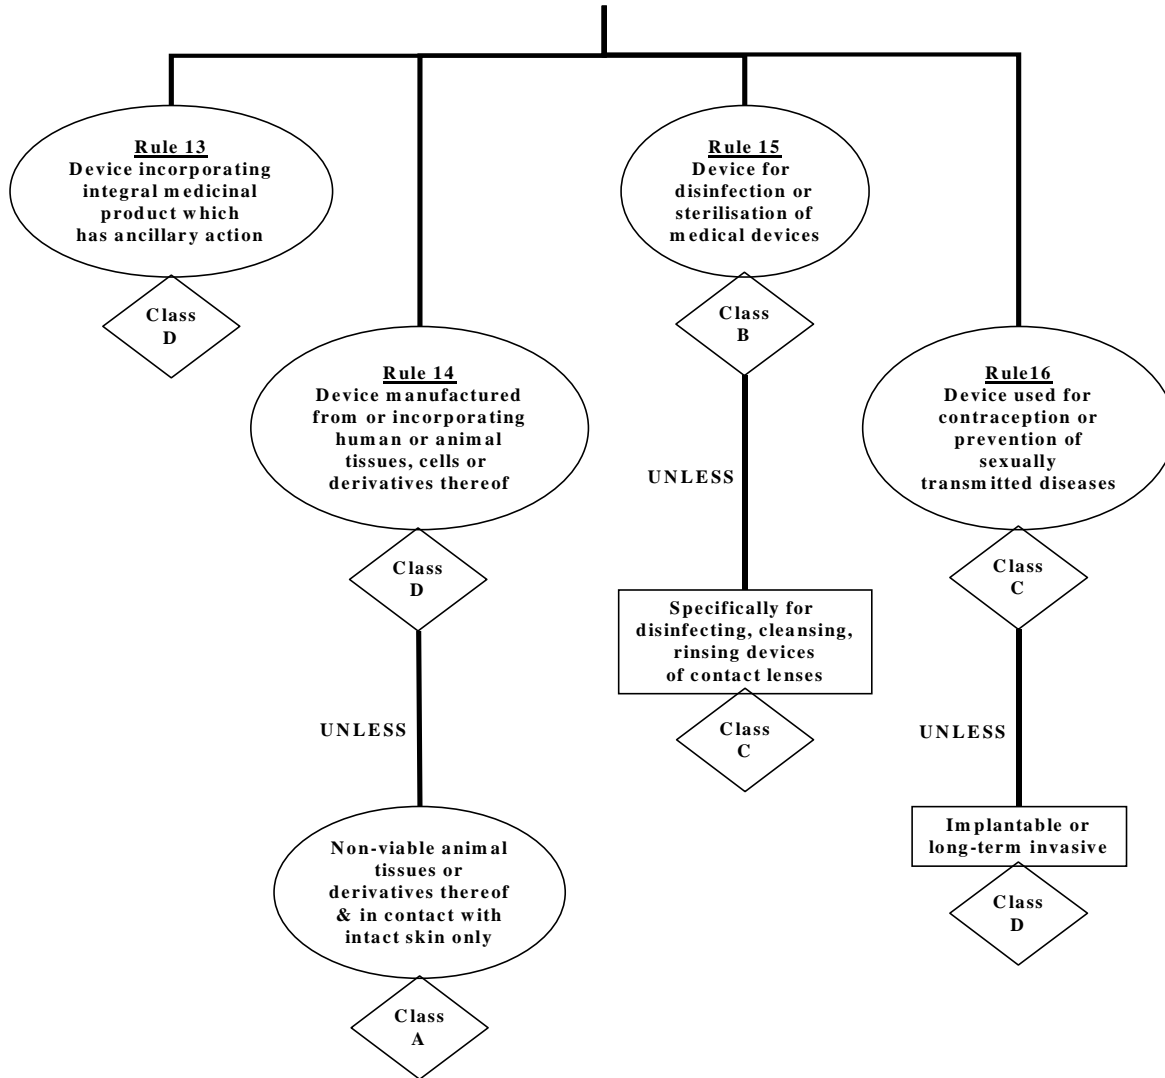 Rule 13
Device incorporating
integral medicinal
product which
has ancillary action
Class
D
Rule 14
Device manufactured
from or incorporating
human or animal
tissues, cells or
derivatives thereof
Class
D
UNLESS
Non-viable animal
tissues or
derivatives thereof
& in contact with
intact skin only
Class
A
Rule 15
Device for
disinfection or
sterilisation of
medical devices
Class
B
UNLESS
Specifically for
disinfecting, cleansing,
rinsing devices
of contact lenses
Class
C
Rule16
Device used for
contraception or
prevention of
sexually
transmitted diseases
Class
C
UNLESS
Implantable or
long-term invasive
Class
D